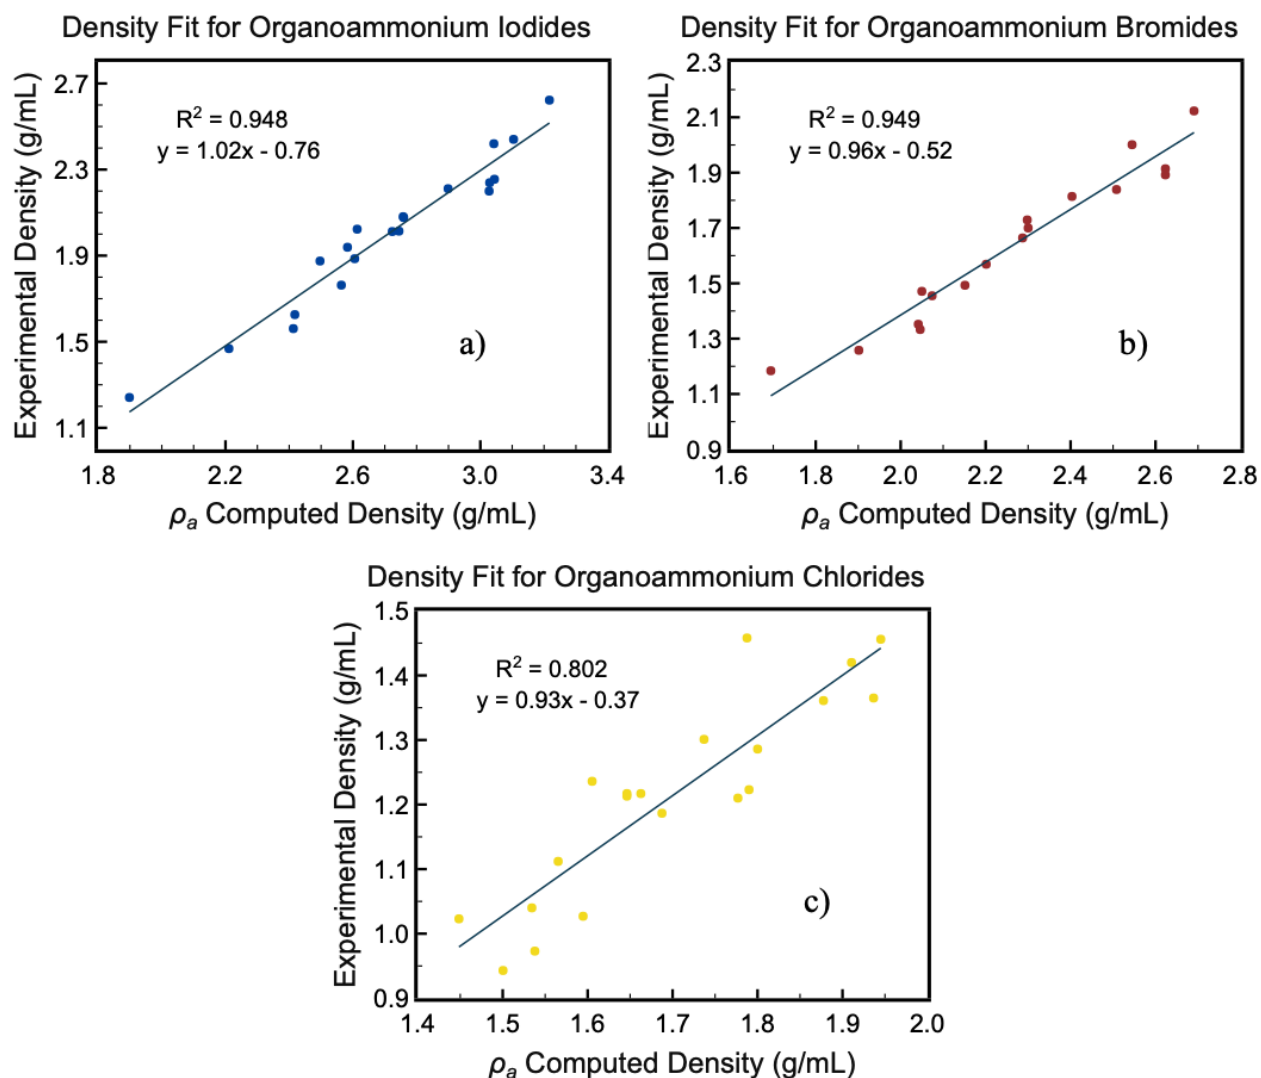 Density Fit for Organoammonium Iodides
Experimental Density (g/mL)
2.7
2.3
1.9
1.5
1.1
R² = 0.948
y = 1.02x - 0.76
a)
1.8 2.2 2.6 3.0 3.4
ρₐ Computed Density (g/mL)
Density Fit for Organoammonium Bromides
Experimental Density (g/mL)
2.3
2.1
1.9
1.7
1.5
1.3
1.1
0.9
R² = 0.949
y = 0.96x - 0.52
b)
1.6 1.8 2.0 2.2 2.4 2.6 2.8
ρₐ Computed Density (g/mL)
Density Fit for Organoammonium Chlorides
Experimental Density (g/mL)
1.5
1.4
1.3
1.2
1.1
1.0
0.9
R² = 0.802
y = 0.93x - 0.37
c)
1.4 1.5 1.6 1.7 1.8 1.9 2.0
ρₐ Computed Density (g/mL)